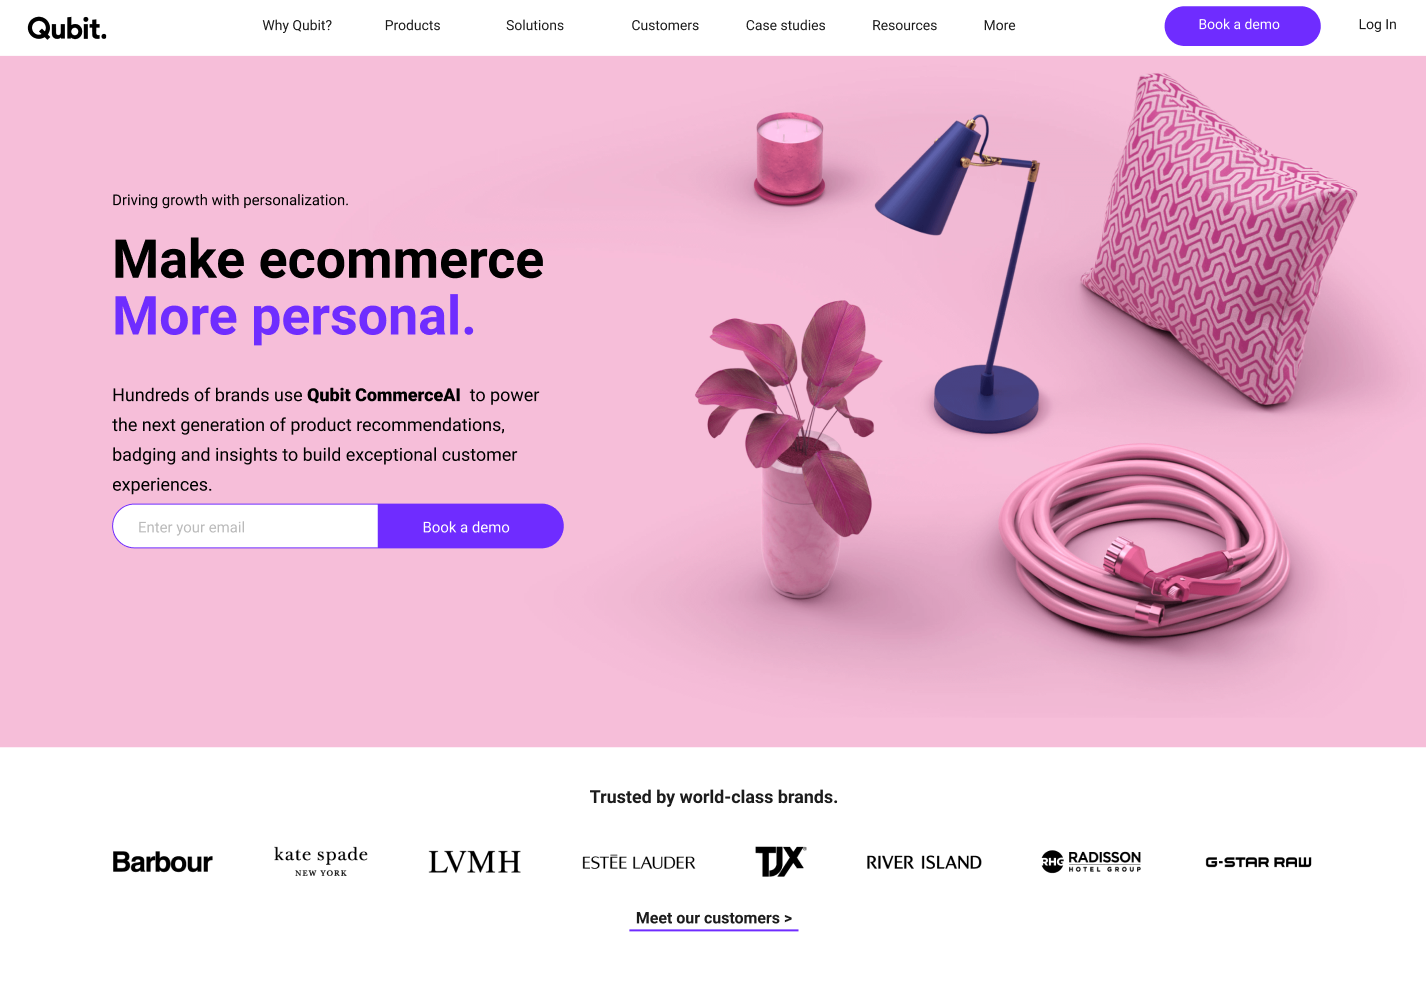 Qubit.
Why Qubit?
Products
Solutions
Customers
Case studies
Resources
More
Book a demo
Log In
Driving growth with personalization.
Make ecommerce
More personal.
Hundreds of brands use Qubit CommerceAI to power
the next generation of product recommendations,
badging and insights to build exceptional customer
experiences.
Enter your email
Book a demo
Trusted by world-class brands.
Barbour
kate spade
NEW YORK
LVMH
ESTĒE LAUDER
TJX
RIVER ISLAND
RHG
RADISSON
HOTEL GROUP
G-STAR RAW
Meet our customers >